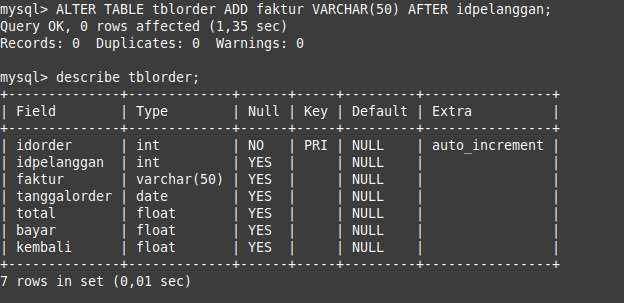 mysql> ALTER TABLE tblorder ADD faktur VARCHAR(50) AFTER idpelanggan;
Query OK, 0 rows affected (1,35 sec)
Records: 0  Duplicates: 0  Warnings: 0

mysql> describe tblorder;
+--------------+-------------+------+-----+---------+----------------+
| Field        | Type        | Null | Key | Default | Extra          |
+--------------+-------------+------+-----+---------+----------------+
| idorder      | int         | NO   | PRI | NULL    | auto_increment |
| idpelanggan  | int         | YES  |     | NULL    |                |
| faktur       | varchar(50) | YES  |     | NULL    |                |
| tanggalorder | date        | YES  |     | NULL    |                |
| total        | float       | YES  |     | NULL    |                |
| bayar        | float       | YES  |     | NULL    |                |
| kembali      | float       | YES  |     | NULL    |                |
+--------------+-------------+------+-----+---------+----------------+
7 rows in set (0,01 sec)